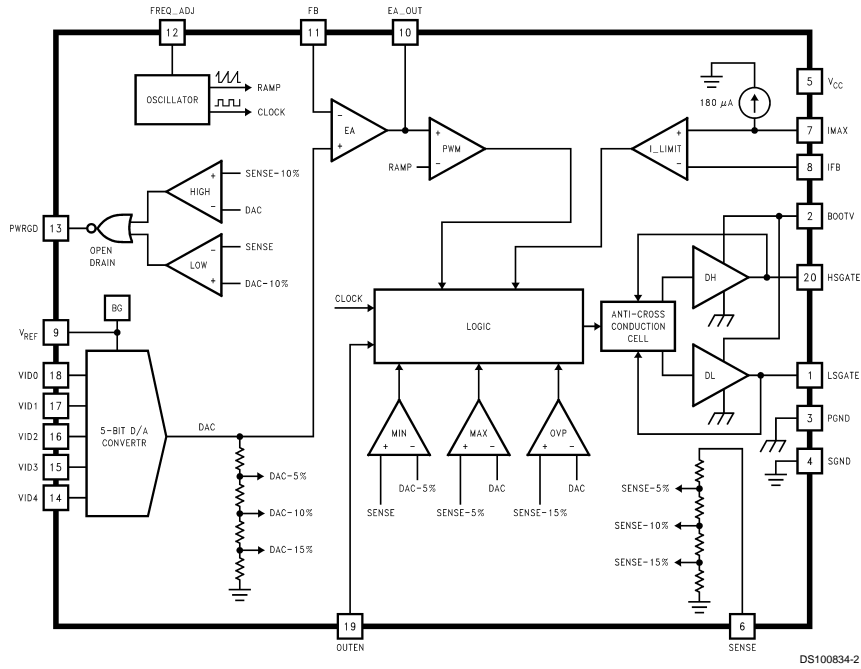 FREQ_ADJ
FB
EA_OUT
12
11
10
OSCILLATOR
RAMP
CLOCK
180 μA
5
VCC
EA
-
+
+
PWM
RAMP
-
I_LIMIT
+
-
7
IMAX
8
IFB
HIGH
+
-
SENSE-10%
DAC
LOW
-
+
SENSE
DAC-10%
PWRGD
13
OPEN
DRAIN
2
BOOTV
DH
20
HSGATE
BG
CLOCK
LOGIC
ANTI-CROSS
CONDUCTION
CELL
VREF
9
VID0
18
VID1
17
VID2
16
VID3
15
VID4
14
5-BIT D/A
CONVERTR
DAC
DL
1
LSGATE
3
PGND
4
SGND
MIN
+ -
MAX
+ -
OVP
+ -
DAC-5%
DAC
DAC
SENSE
SENSE-5%
SENSE-15%
DAC-5%
DAC-10%
DAC-15%
SENSE-5%
SENSE-10%
SENSE-15%
19
OUTEN
6
SENSE
DS100834-2